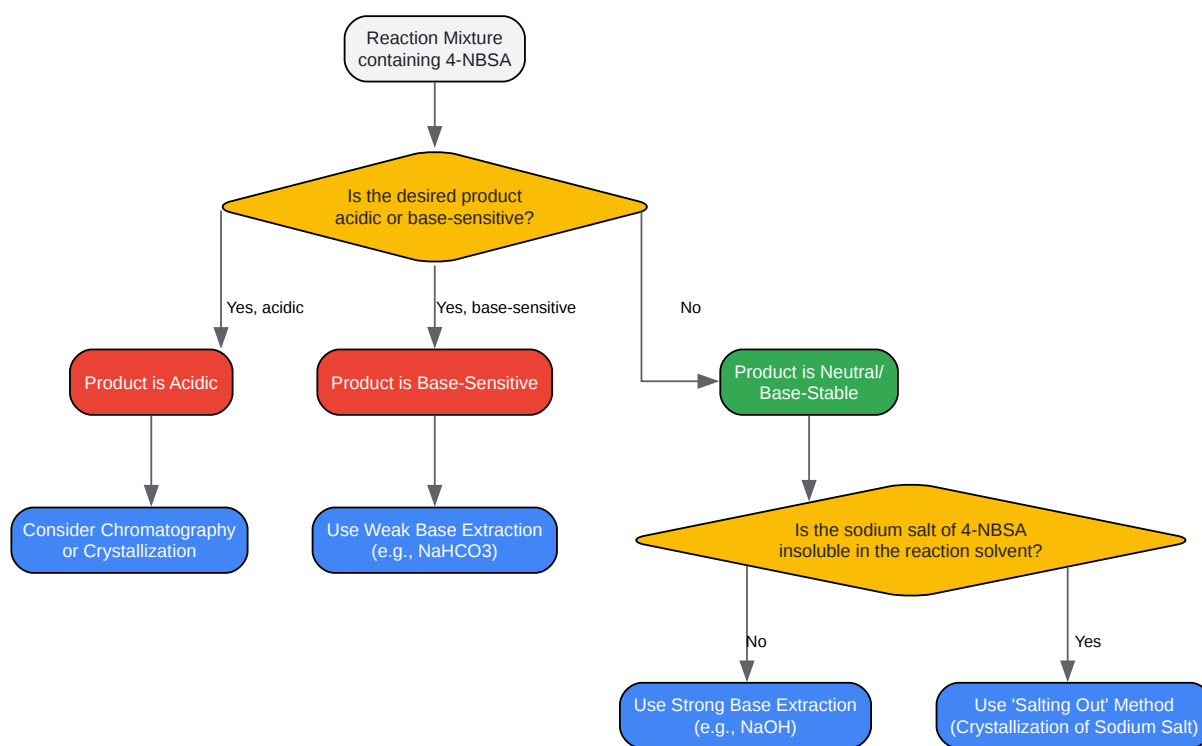 Reaction Mixture
containing 4-NBSA
Is the desired product
acidic or base-sensitive?
Yes, acidic
Yes, base-sensitive
No
Product is Acidic
Product is Base-Sensitive
Product is Neutral/
Base-Stable
Consider Chromatography
or Crystallization
Use Weak Base Extraction
(e.g., NaHCO3)
Is the sodium salt of 4-NBSA
insoluble in the reaction solvent?
No
Yes
Use Strong Base Extraction
(e.g., NaOH)
Use 'Salting Out' Method
(Crystallization of Sodium Salt)